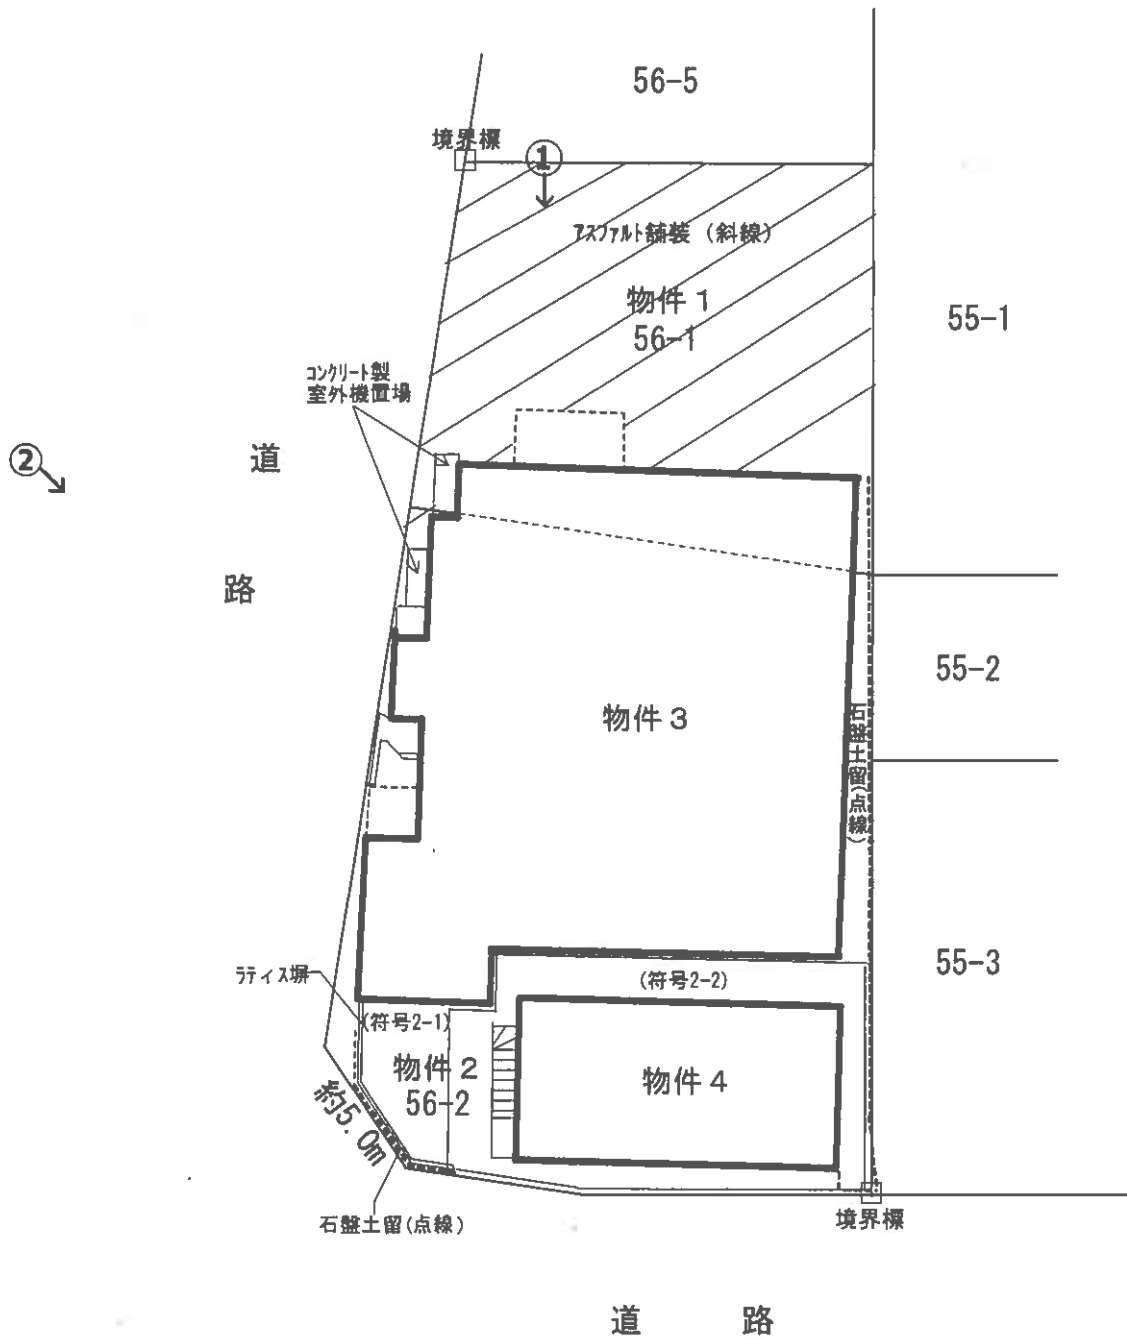 56-5
境界標
①
アスファルト舗装（斜線）
物件１
56-1
55-1
コンクリート製
室外機置場
道
路
②
55-2
物件３
石盤土留(点線)
55-3
ラティス塀
(符号2-2)
(符号2-1)
物件２
56-2
物件４
約5.0m
石盤土留(点線)
境界標
道　路